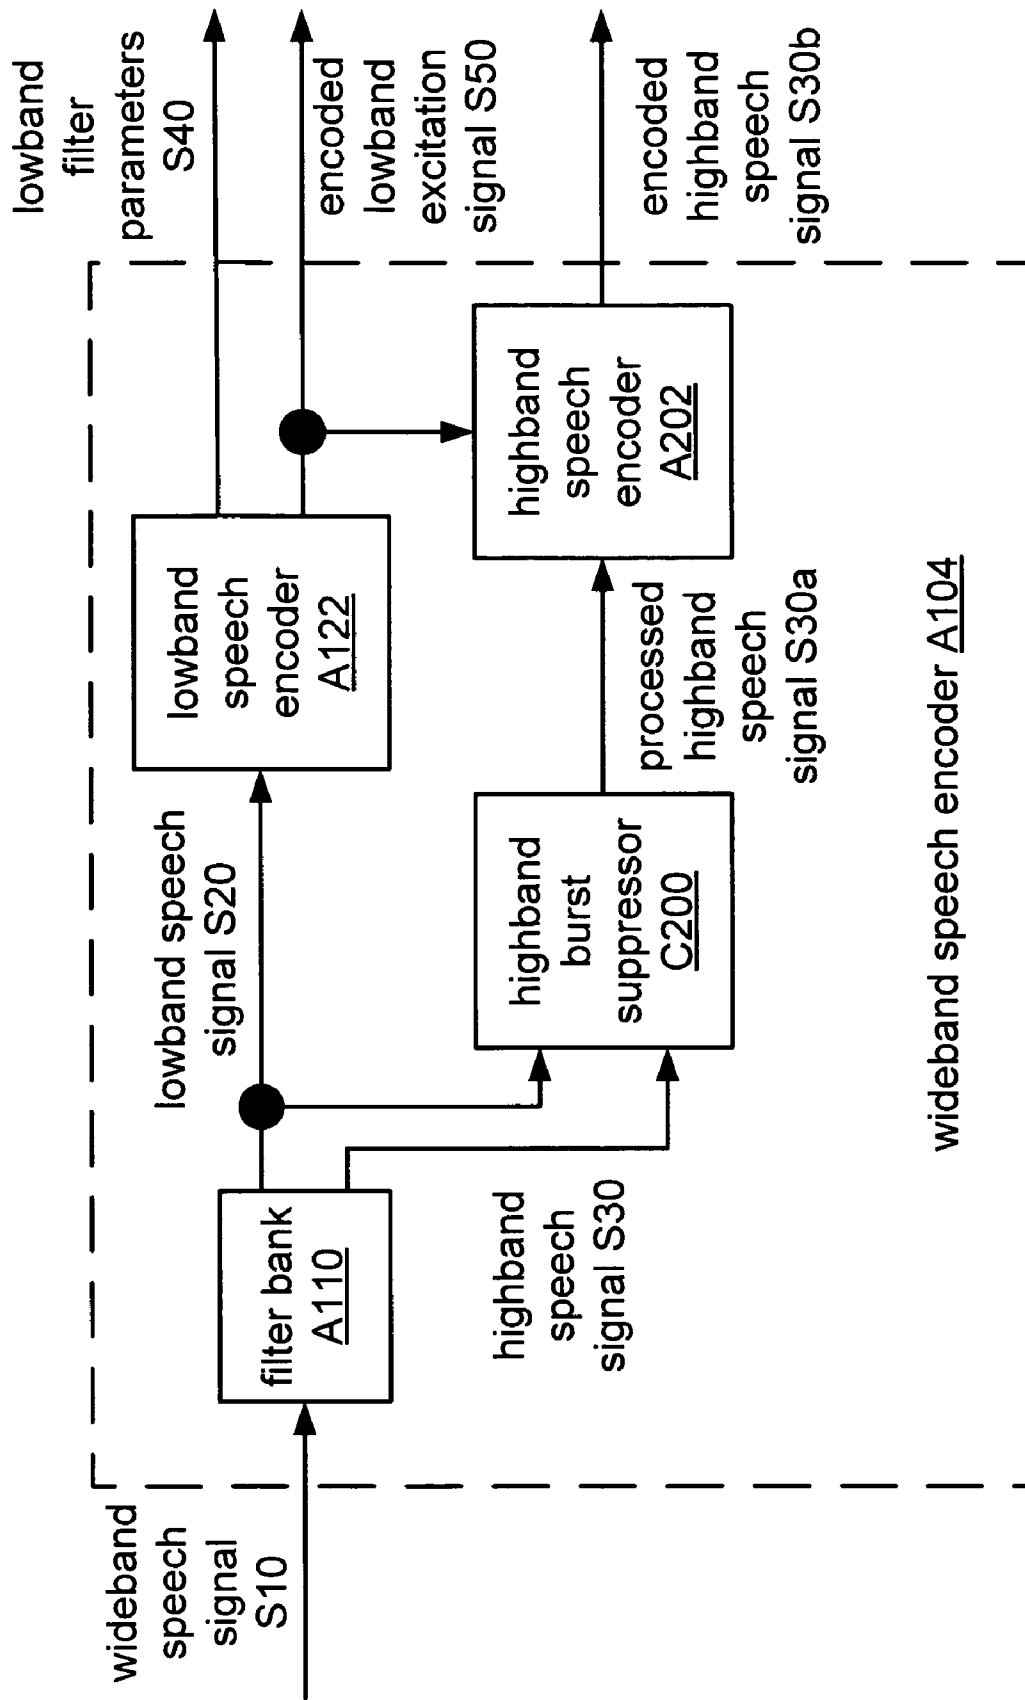 wideband
speech
signal
S10
filter bank
A110
lowband speech
signal S20
highband
speech
signal S30
lowband
speech
encoder
A122
highband
burst
suppressor
C200
processed
highband
speech
signal S30a
highband
speech
encoder
A202
lowband
filter
parameters
S40
encoded
lowband
excitation
signal S50
encoded
highband
speech
signal S30b
wideband speech encoder A104